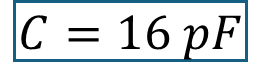 C = 16 pF